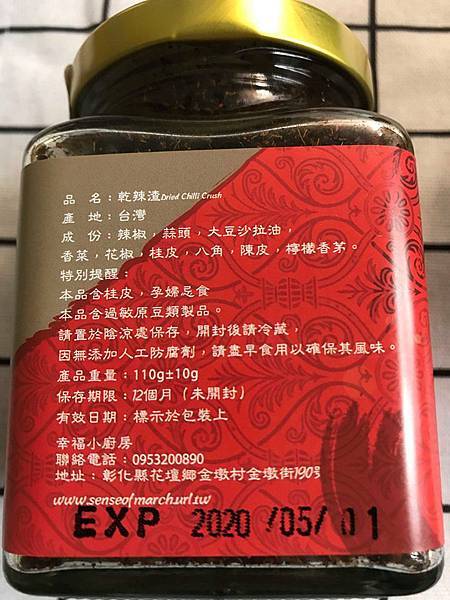 品　名：乾辣渣Dried Chilli Crush
產　地：台灣
成　份：辣椒，蒜頭，大豆沙拉油，
香菜，花椒，桂皮，八角，陳皮，檸檬香茅。
特別提醒：
本品含桂皮，孕婦忌食
本品含過敏原豆類製品。
請置於陰涼處保存，開封後請冷藏，
因無添加人工防腐劑，請盡早食用以確保其風味。
產品重量：110g±10g
保存期限：12個月（未開封）
有效日期：標示於包裝上
幸福小廚房
聯絡電話：0953200890
地址：彰化縣花壇鄉金墩村金墩街190號
www.senseofmarch.url.tw
EXP 2020 /05/ 01